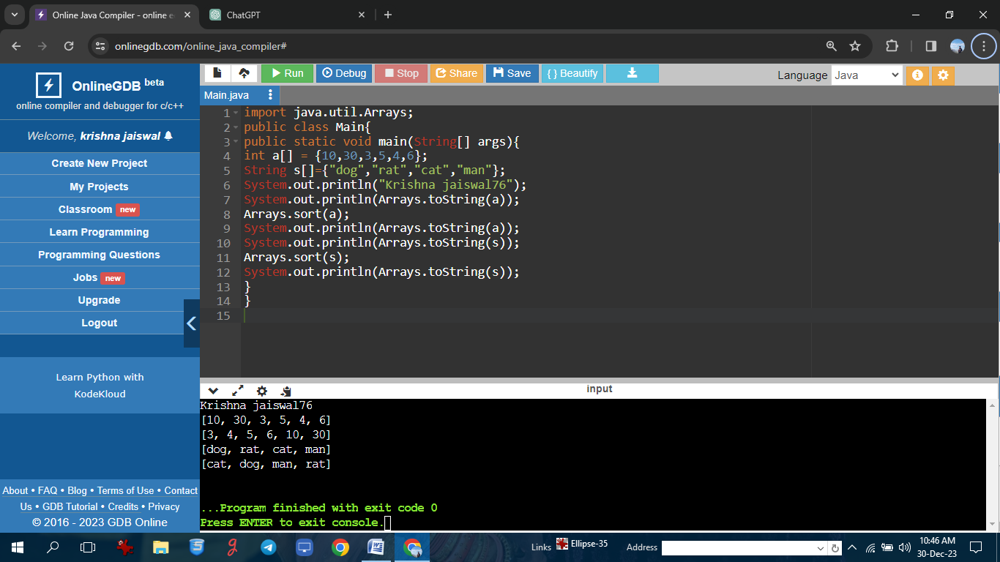 Online Java Compiler - online e
ChatGPT
onlinegdb.com/online_java_compiler#
OnlineGDB beta
online compiler and debugger for c/c++
Welcome, krishna jaiswal
Create New Project
My Projects
Classroom new
Learn Programming
Programming Questions
Jobs new
Upgrade
Logout
Learn Python with
KodeKloud
About • FAQ • Blog • Terms of Use • Contact
Us • GDB Tutorial • Credits • Privacy
© 2016 - 2023 GDB Online
Run Debug Stop Share Save { } Beautify
Language Java
Main.java
1 import java.util.Arrays;
2 public class Main{
3 public static void main(String[] args){
4 int a[] = {10,30,3,5,4,6};
5 String s[]={"dog","rat","cat","man"};
6 System.out.println("Krishna jaiswal76");
7 System.out.println(Arrays.toString(a));
8 Arrays.sort(a);
9 System.out.println(Arrays.toString(a));
10 System.out.println(Arrays.toString(s));
11 Arrays.sort(s);
12 System.out.println(Arrays.toString(s));
13 }
14 }
15
input
Krishna jaiswal76
[10, 30, 3, 5, 4, 6]
[3, 4, 5, 6, 10, 30]
[dog, rat, cat, man]
[cat, dog, man, rat]
...Program finished with exit code 0
Press ENTER to exit console.
Links Ellipse-35 Address
10:46 AM
30-Dec-23